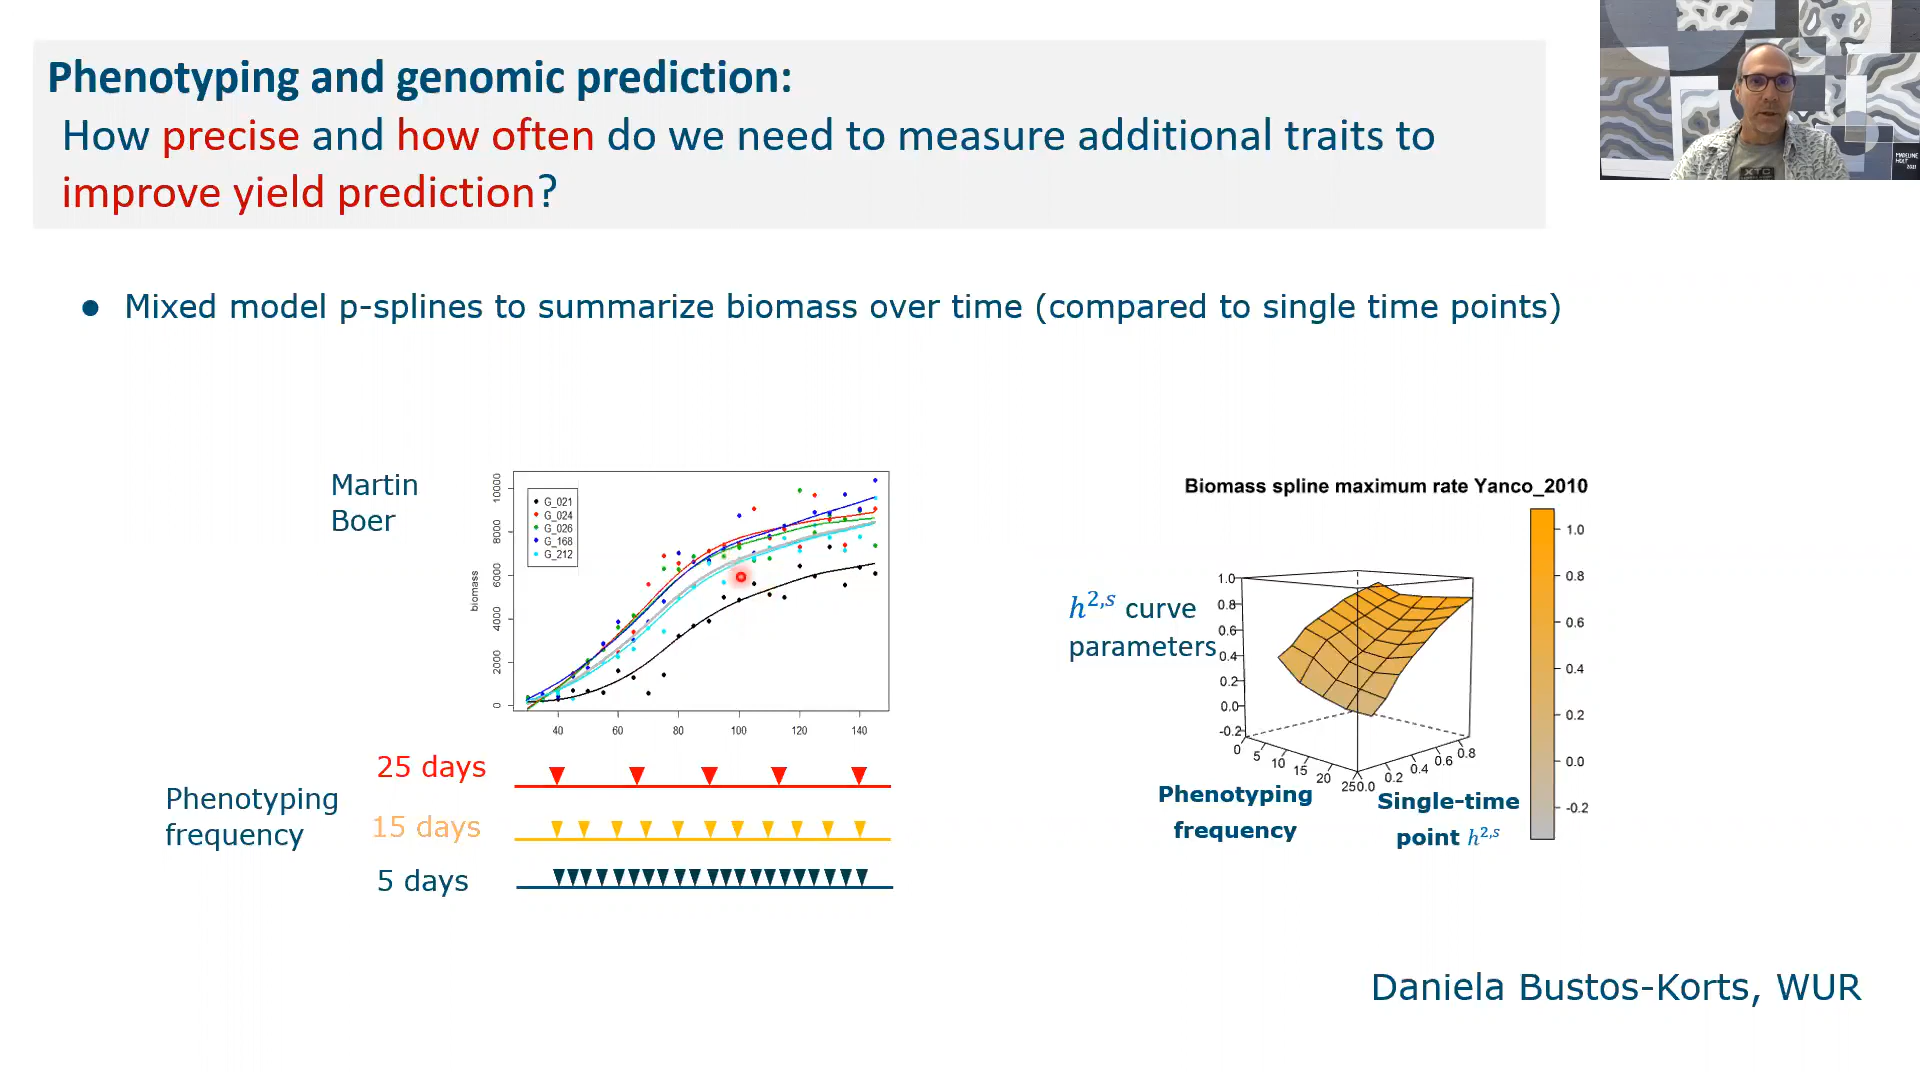 Phenotyping and genomic prediction:
How precise and how often do we need to measure additional traits to
improve yield prediction?
MADELINE
HOLT
2021
XTC
● Mixed model p-splines to summarize biomass over time (compared to single time points)
Martin
Boer
G_021
G_024
G_026
G_168
G_212
biomass
0 2000 4000 6000 8000 10000
40 60 80 100 120 140
Phenotyping
frequency
25 days
15 days
5 days
Biomass spline maximum rate Yanco_2010
h²,ˢ curve
parameters
1.0
0.8
0.6
0.4
0.2
0.0
-0.2
0 5 10 15 20 250.0 0.2 0.4 0.6 0.8
Phenotyping
frequency
Single-time
point h²,ˢ
1.0
0.8
0.6
0.4
0.2
0.0
-0.2
Daniela Bustos-Korts, WUR